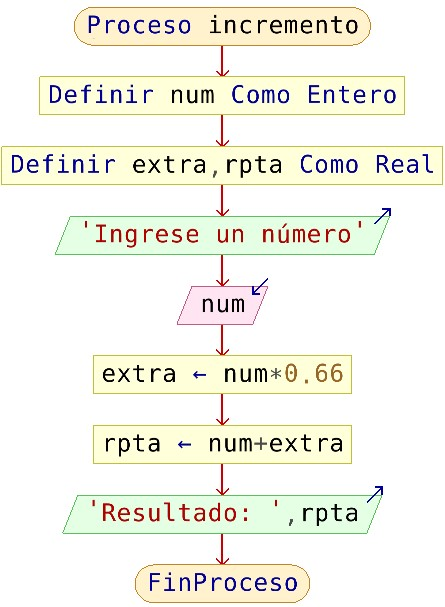 Proceso incremento
Definir num Como Entero
Definir extra,rpta Como Real
'Ingrese un número'
num
extra ← num*0.66
rpta ← num+extra
'Resultado: ',rpta
FinProceso